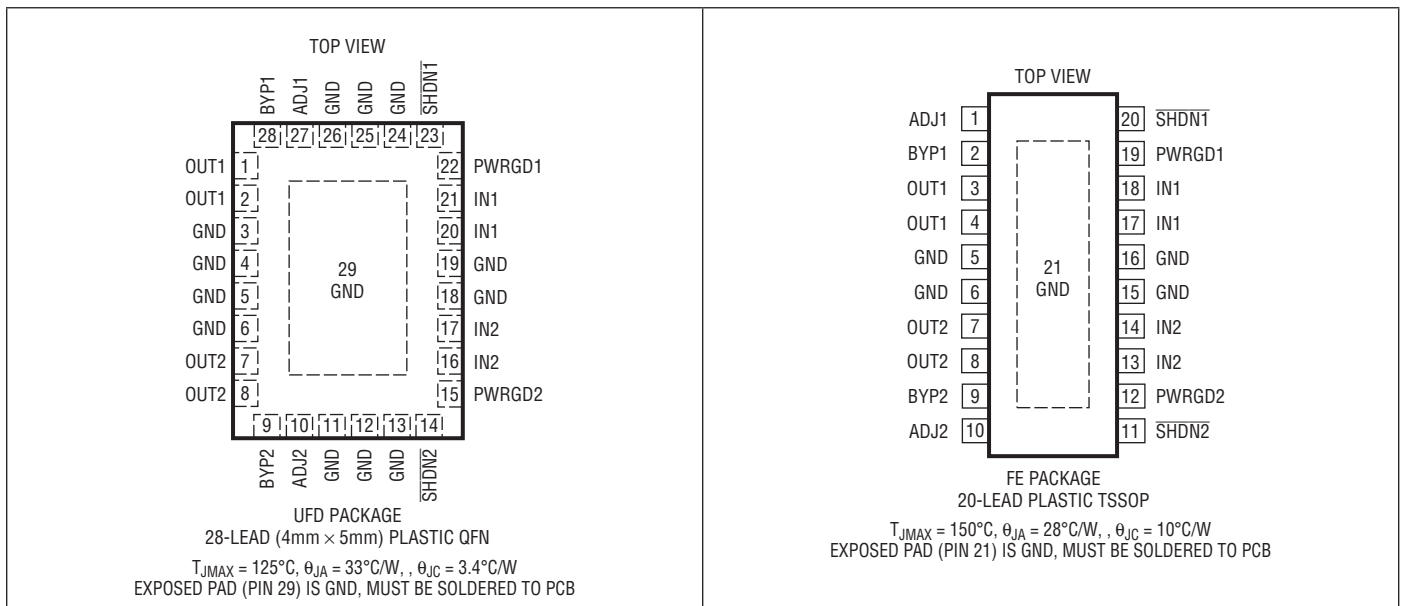 TOP VIEW
BYP1 ADJ1 GND GND GND SHDN1
28 27 26 25 24 23
OUT1 1 22 PWRGD1
OUT1 2 21 IN1
GND 3 20 IN1
GND 4 19 GND
GND 5 18 GND
GND 6 17 IN2
OUT2 7 16 IN2
OUT2 8 15 PWRGD2
29
GND
9 10 11 12 13 14
BYP2 ADJ2 GND GND GND SHDN2
UFD PACKAGE
28-LEAD (4mm × 5mm) PLASTIC QFN
TJMAX = 125°C, θJA = 33°C/W, , θJC = 3.4°C/W
EXPOSED PAD (PIN 29) IS GND, MUST BE SOLDERED TO PCB
TOP VIEW
ADJ1 1 20 SHDN1
BYP1 2 19 PWRGD1
OUT1 3 18 IN1
OUT1 4 17 IN1
GND 5 16 GND
GND 6 15 GND
OUT2 7 14 IN2
OUT2 8 13 IN2
BYP2 9 12 PWRGD2
ADJ2 10 11 SHDN2
21
GND
FE PACKAGE
20-LEAD PLASTIC TSSOP
TJMAX = 150°C, θJA = 28°C/W, , θJC = 10°C/W
EXPOSED PAD (PIN 21) IS GND, MUST BE SOLDERED TO PCB